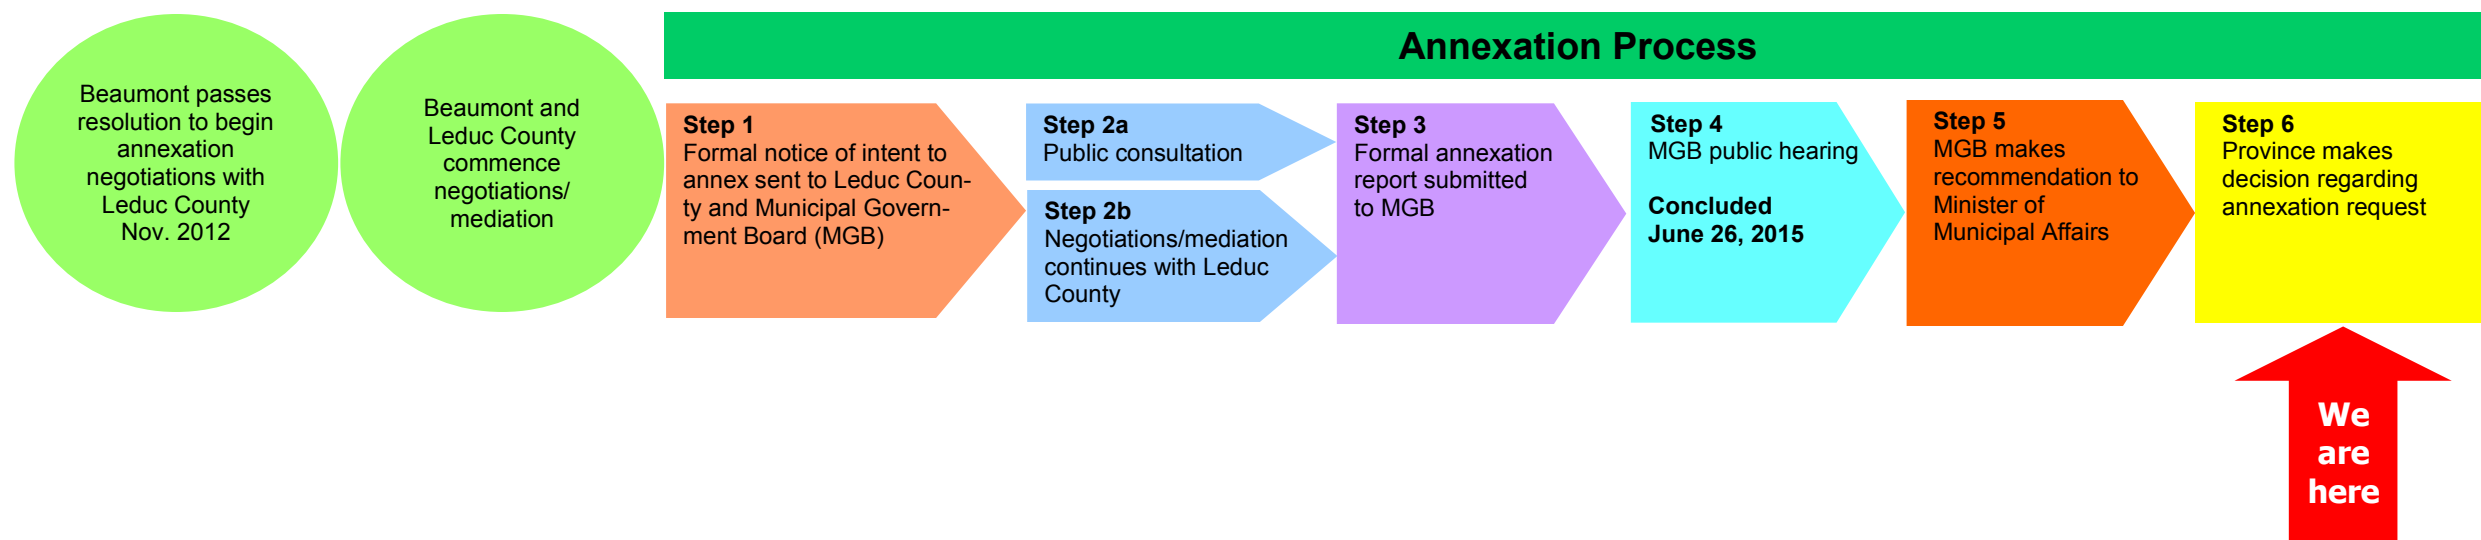 Beaumont passes
resolution to begin
annexation
negotiations with
Leduc County
Nov. 2012
Beaumont and
Leduc County
commence
negotiations/
mediation
Annexation Process
Step 1
Formal notice of intent to
annex sent to Leduc Coun-
ty and Municipal Govern-
ment Board (MGB)
Step 2a
Public consultation
Step 2b
Negotiations/mediation
continues with Leduc
County
Step 3
Formal annexation
report submitted
to MGB
Step 4
MGB public hearing
Concluded
June 26, 2015
Step 5
MGB makes
recommendation to
Minister of
Municipal Affairs
Step 6
Province makes
decision regarding
annexation request
We
are
here